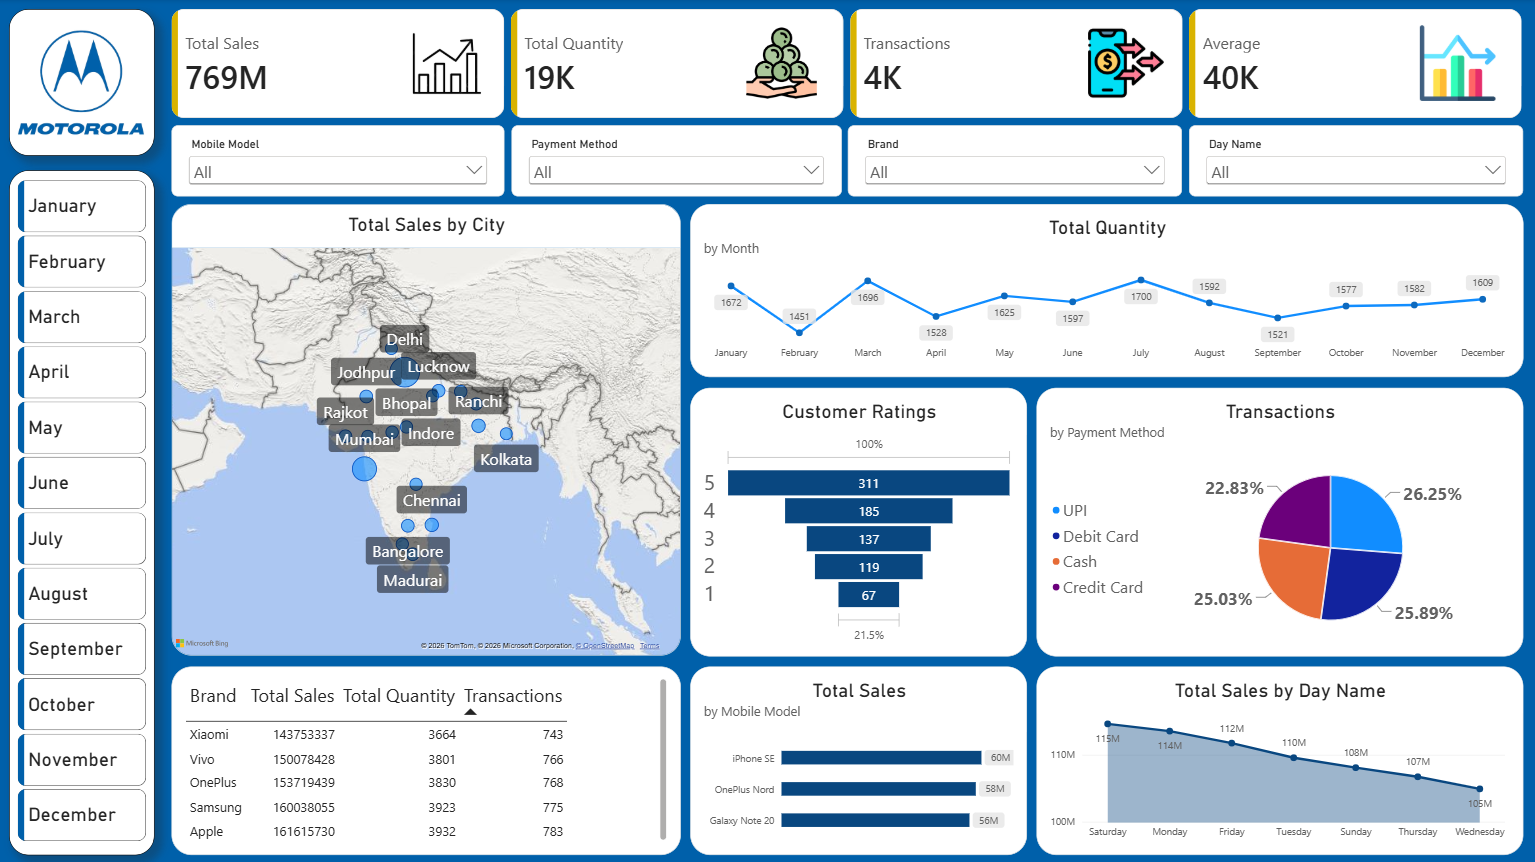 MOTOROLA
Total Sales
769M
Total Quantity
19K
Transactions
4K
$
Average
40K
Mobile Model
All
Payment Method
All
Brand
All
Day Name
All
January
February
March
April
May
June
July
August
September
October
November
December
Total Sales by City
Delhi
Jodhpur
Lucknow
Rajkot
Bhopal
Ranchi
Mumbai
Indore
Kolkata
Chennai
Bangalore
Madurai
Microsoft Bing
© 2026 TomTom, © 2026 Microsoft Corporation, © OpenStreetMap Terms
Total Quantity
by Month
1672
1451
1696
1528
1625
1597
1700
1592
1521
1577
1582
1609
January February March April May June July August September October November December
Customer Ratings
100%
5 311
4 185
3 137
2 119
1 67
21.5%
Transactions
by Payment Method
UPI
Debit Card
Cash
Credit Card
22.83%
26.25%
25.03%
25.89%
Brand Total Sales Total Quantity Transactions
Xiaomi 143753337 3664 743
Vivo 150078428 3801 766
OnePlus 153719439 3830 768
Samsung 160038055 3923 775
Apple 161615730 3932 783
Total Sales
by Mobile Model
iPhone SE 60M
OnePlus Nord 58M
Galaxy Note 20 56M
Total Sales by Day Name
110M
100M
115M
114M
112M
110M
108M
107M
105M
Saturday Monday Friday Tuesday Sunday Thursday Wednesday